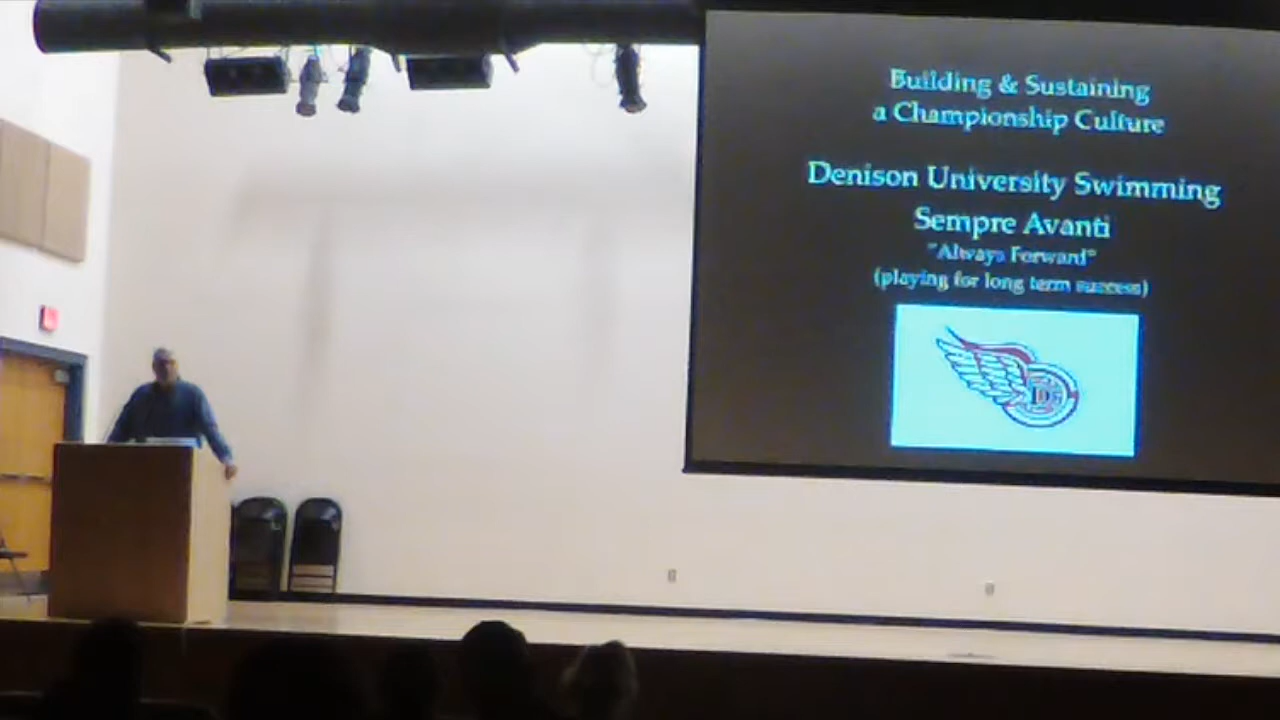 Building & Sustaining
a Championship Culture
Denison University Swimming
Sempre Avanti
"Always Forward"
(playing for long term success)
D